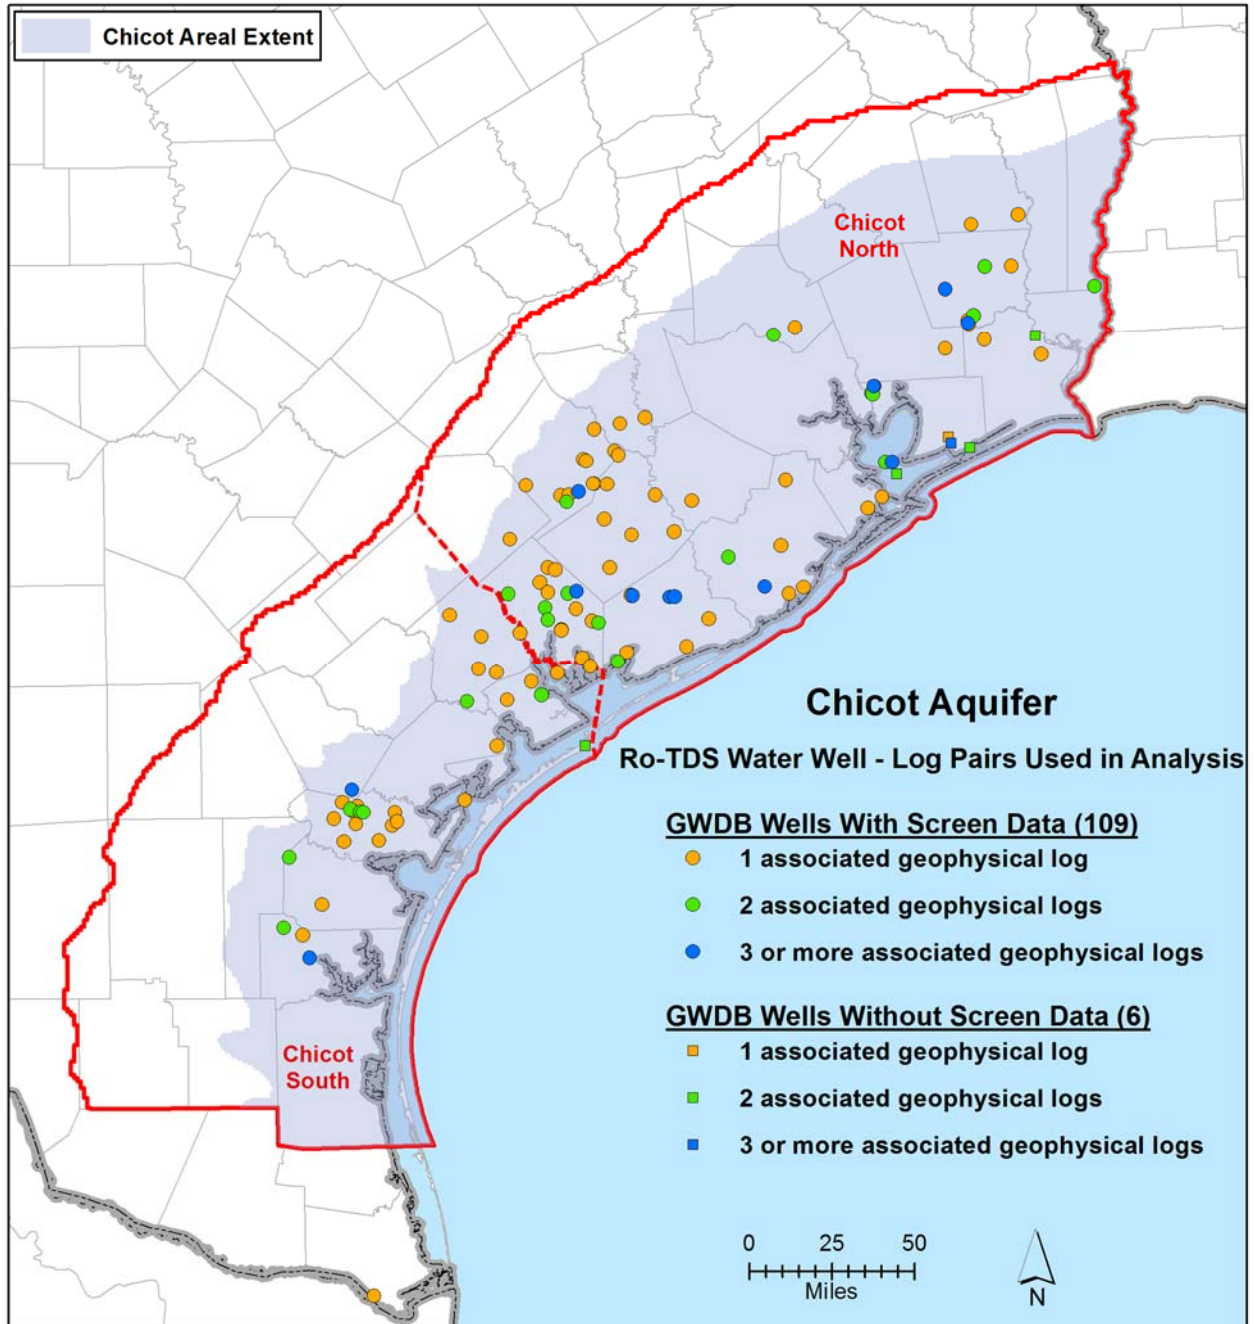 Chicot Areal Extent
Chicot
North
Chicot Aquifer
Ro-TDS Water Well - Log Pairs Used in Analysis
GWDB Wells With Screen Data (109)
1 associated geophysical log
2 associated geophysical logs
3 or more associated geophysical logs
GWDB Wells Without Screen Data (6)
1 associated geophysical log
2 associated geophysical logs
3 or more associated geophysical logs
Chicot
South
0 25 50
Miles
N